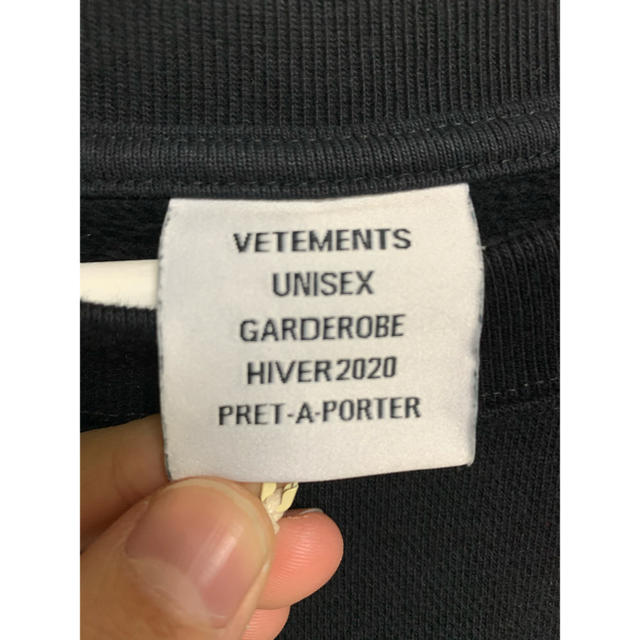 VETEMENTS
UNISEX
GARDEROBE
HIVER 2020
PRET-A-PORTER